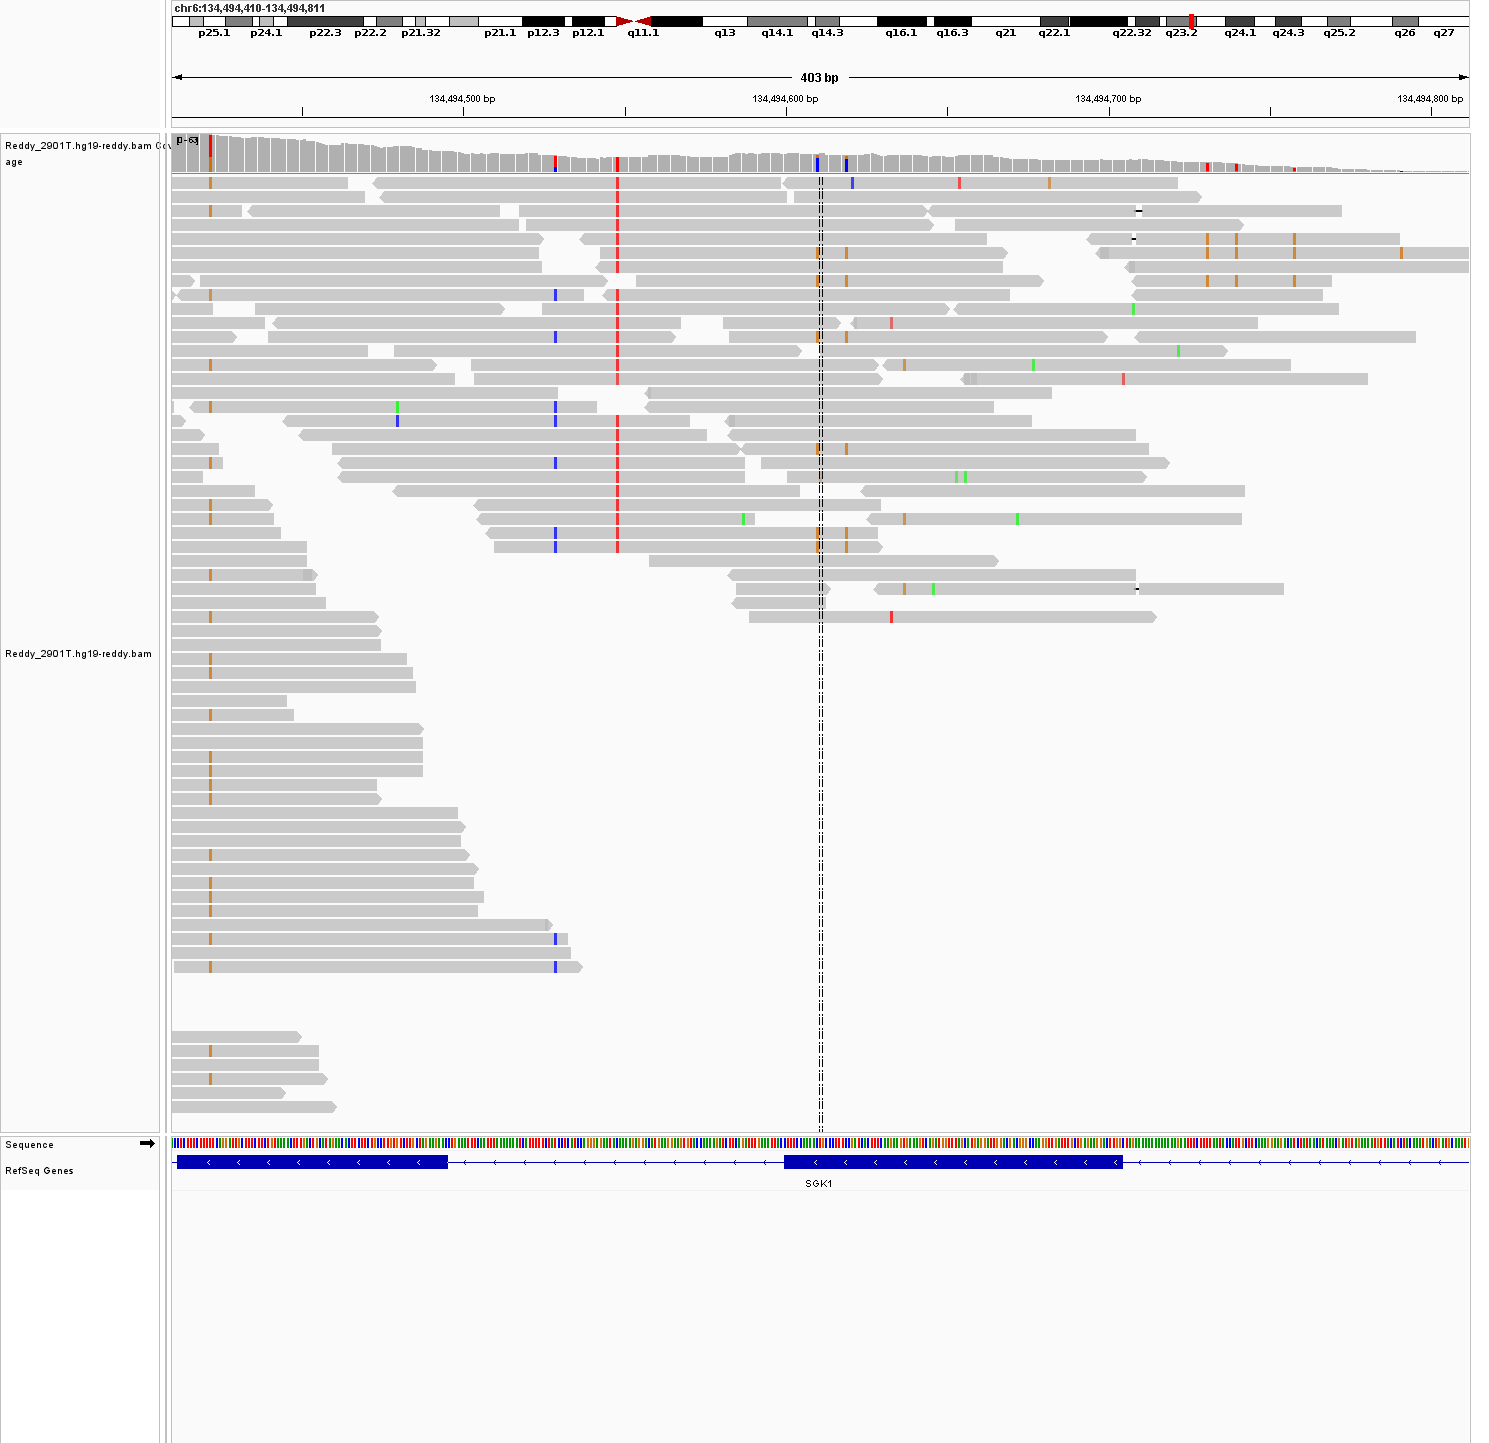 chr6:134,494,410-134,494,811
p25.1 p24.1 p22.3 p22.2 p21.32 p21.1 p12.3 p12.1 q11.1 q13 q14.1 q14.3 q16.1 q16.3 q21 q22.1 q22.32 q23.2 q24.1 q24.3 q25.2 q26 q27
403 bp
134,494,500 bp 134,494,600 bp 134,494,700 bp 134,494,800 bp
[0-63]
Reddy_2901T.hg19-reddy.bam Cov
age
Reddy_2901T.hg19-reddy.bam
Sequence
RefSeq Genes
SGK1